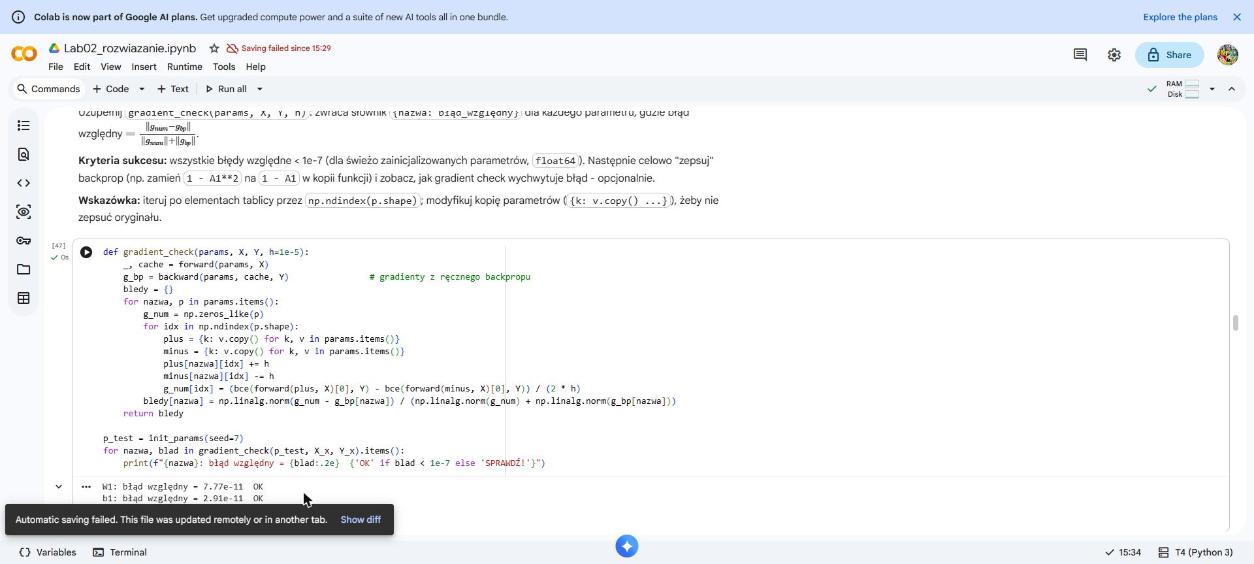 Colab is now part of Google AI plans. Get upgraded compute power and a suite of new AI tools all in one bundle.
Explore the plans
Lab02_rozwiazanie.ipynb
Saving failed since 15:29
Share
File Edit View Insert Runtime Tools Help
Commands + Code + Text Run all
RAM
Disk
Uzupełnij gradient_check(params, X, Y, h): zwraca słownik {nazwa: błąd_względny} dla każdego parametru, gdzie błąd
względny = ‖g_num−g_bp‖ / ‖g_num‖+‖g_bp‖.
Kryteria sukcesu: wszystkie błędy względne < 1e-7 (dla świeżo zainicjalizowanych parametrów, float64). Następnie celowo "zepsuj"
backprop (np. zamień 1 - A1**2 na 1 - A1 w kopii funkcji) i zobacz, jak gradient check wychwytuje błąd - opcjonalnie.
Wskazówka: iteruj po elementach tablicy przez np.ndindex(p.shape); modyfikuj kopię parametrów ({k: v.copy() ...}), żeby nie
zepsuć oryginału.
[47]
0s
def gradient_check(params, X, Y, h=1e-5):
    _, cache = forward(params, X)
    g_bp = backward(params, cache, Y)                # gradienty z ręcznego backpropu
    bledy = {}
    for nazwa, p in params.items():
        g_num = np.zeros_like(p)
        for idx in np.ndindex(p.shape):
            plus = {k: v.copy() for k, v in params.items()}
            minus = {k: v.copy() for k, v in params.items()}
            plus[nazwa][idx] += h
            minus[nazwa][idx] -= h
            g_num[idx] = (bce(forward(plus, X)[0], Y) - bce(forward(minus, X)[0], Y)) / (2 * h)
        bledy[nazwa] = np.linalg.norm(g_num - g_bp[nazwa]) / (np.linalg.norm(g_num) + np.linalg.norm(g_bp[nazwa]))
    return bledy
p_test = init_params(seed=7)
for nazwa, blad in gradient_check(p_test, X_x, Y_x).items():
    print(f"{nazwa}: błąd względny = {blad:.2e}  {'OK' if blad < 1e-7 else 'SPRAWDŹ!'}")
W1: błąd względny = 7.77e-11  OK
b1: błąd względny = 2.91e-11  OK
Automatic saving failed. This file was updated remotely or in another tab. Show diff
Variables Terminal
15:34
T4 (Python 3)